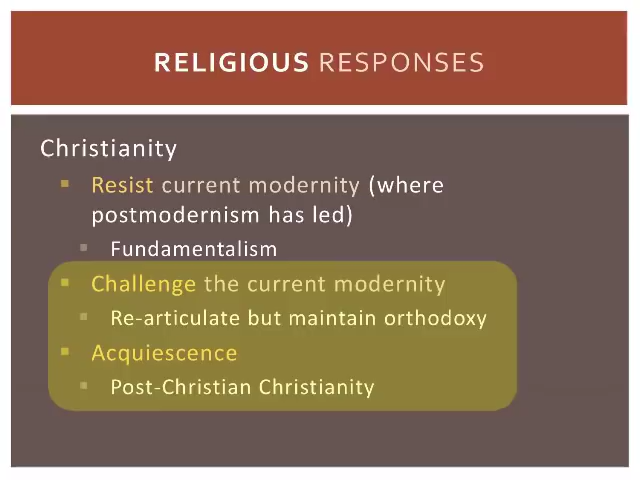 RELIGIOUS RESPONSES
Christianity
Resist current modernity (where
postmodernism has led)
Fundamentalism
Challenge the current modernity
Re-articulate but maintain orthodoxy
Acquiescence
Post-Christian Christianity